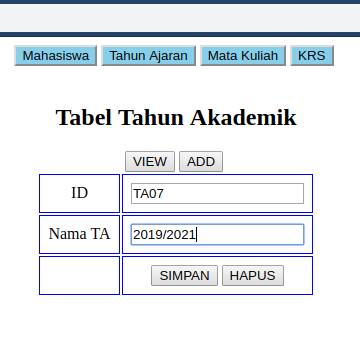 Mahasiswa Tahun Ajaran Mata Kuliah KRS
Tabel Tahun Akademik
VIEW ADD
ID TA07
Nama TA 2019/2021
SIMPAN HAPUS